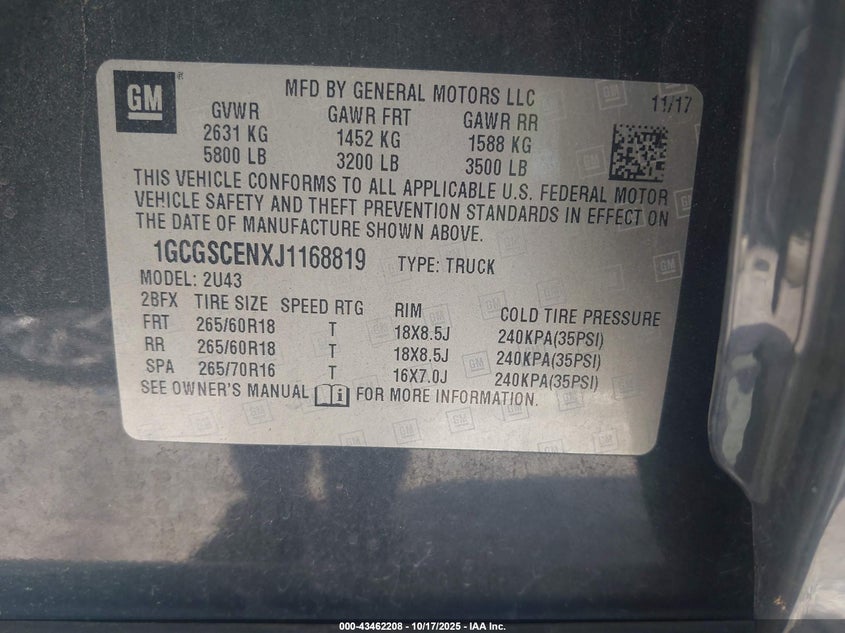 GM
MFD BY GENERAL MOTORS LLC 11/17
GVWR GAWR FRT GAWR RR
2631 KG 1452 KG 1588 KG
5800 LB 3200 LB 3500 LB
THIS VEHICLE CONFORMS TO ALL APPLICABLE U.S. FEDERAL MOTOR
VEHICLE SAFETY AND THEFT PREVENTION STANDARDS IN EFFECT ON
THE DATE OF MANUFACTURE SHOWN ABOVE.
1GCGSCENXJ1168819 TYPE: TRUCK
MODEL: 2U43
2BFX TIRE SIZE SPEED RTG RIM COLD TIRE PRESSURE
FRT 265/60R18 T 18X8.5J 240KPA(35PSI)
RR 265/60R18 T 18X8.5J 240KPA(35PSI)
SPA 265/70R16 T 16X7.0J 240KPA(35PSI)
SEE OWNER'S MANUAL i FOR MORE INFORMATION.
000-43462208 - 10/17/2025 - IAA Inc.